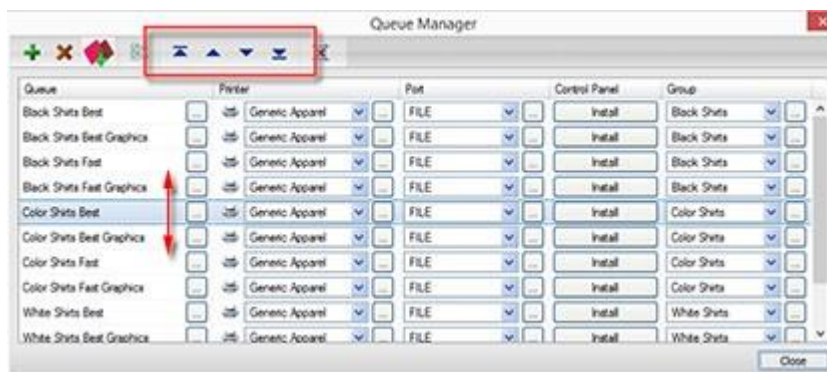 Queue Manager
Queue Printer Port Control Panel Group
Black Shirts Best ... Generic Apparel ... FILE ... Install Black Shirts ...
Black Shirts Best Graphics ... Generic Apparel ... FILE ... Install Black Shirts ...
Black Shirts Fast ... Generic Apparel ... FILE ... Install Black Shirts ...
Black Shirts Fast Graphics ... Generic Apparel ... FILE ... Install Black Shirts ...
Color Shirts Best ... Generic Apparel ... FILE ... Install Color Shirts ...
Color Shirts Best Graphics ... Generic Apparel ... FILE ... Install Color Shirts ...
Color Shirts Fast ... Generic Apparel ... FILE ... Install Color Shirts ...
Color Shirts Fast Graphics ... Generic Apparel ... FILE ... Install Color Shirts ...
White Shirts Best ... Generic Apparel ... FILE ... Install White Shirts ...
White Shirts Best Graphics ... Generic Apparel ... FILE ... Install White Shirts ...
Close